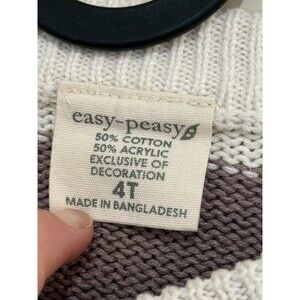 easy-peasy
50% COTTON
50% ACRYLIC
EXCLUSIVE OF
DECORATION
4T
MADE IN BANGLADESH